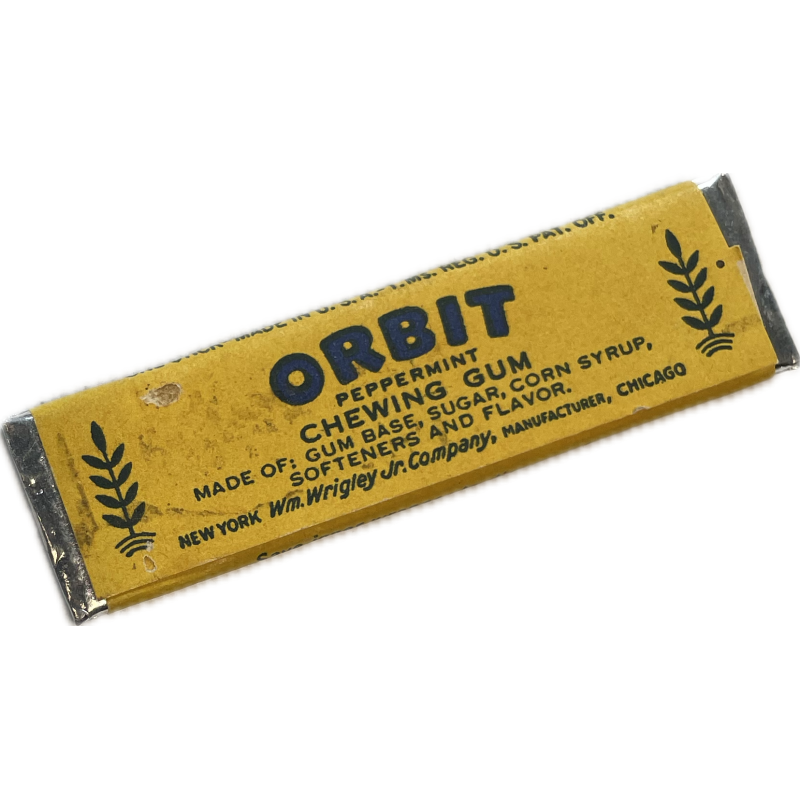 STICK MADE IN U.S.A. T.Ms. REG. U.S. PAT. OFF.
ORBIT
PEPPERMINT
CHEWING GUM
MADE OF: GUM BASE, SUGAR, CORN SYRUP,
SOFTENERS AND FLAVOR.
NEW YORK Wm. Wrigley Jr. Company, MANUFACTURER, CHICAGO